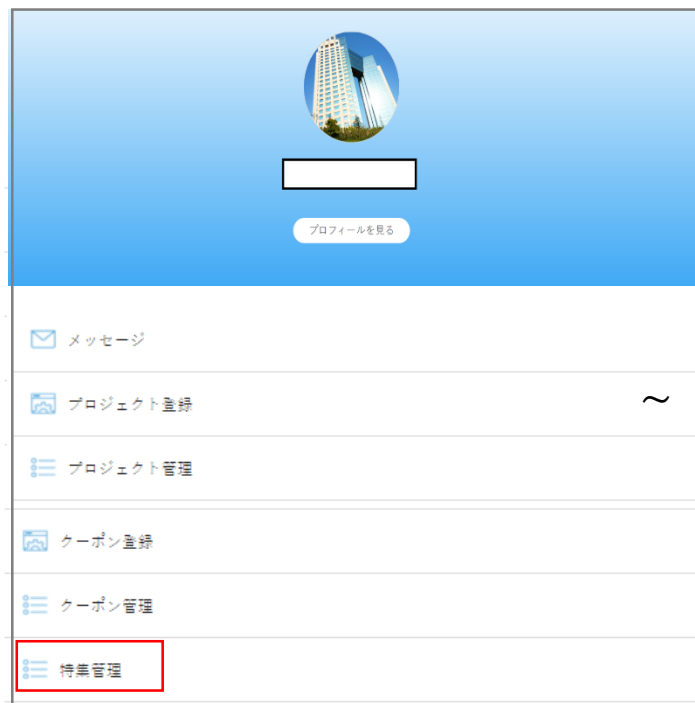 プロフィールを見る
メッセージ
プロジェクト登録
~
プロジェクト管理
クーポン登録
クーポン管理
特集管理